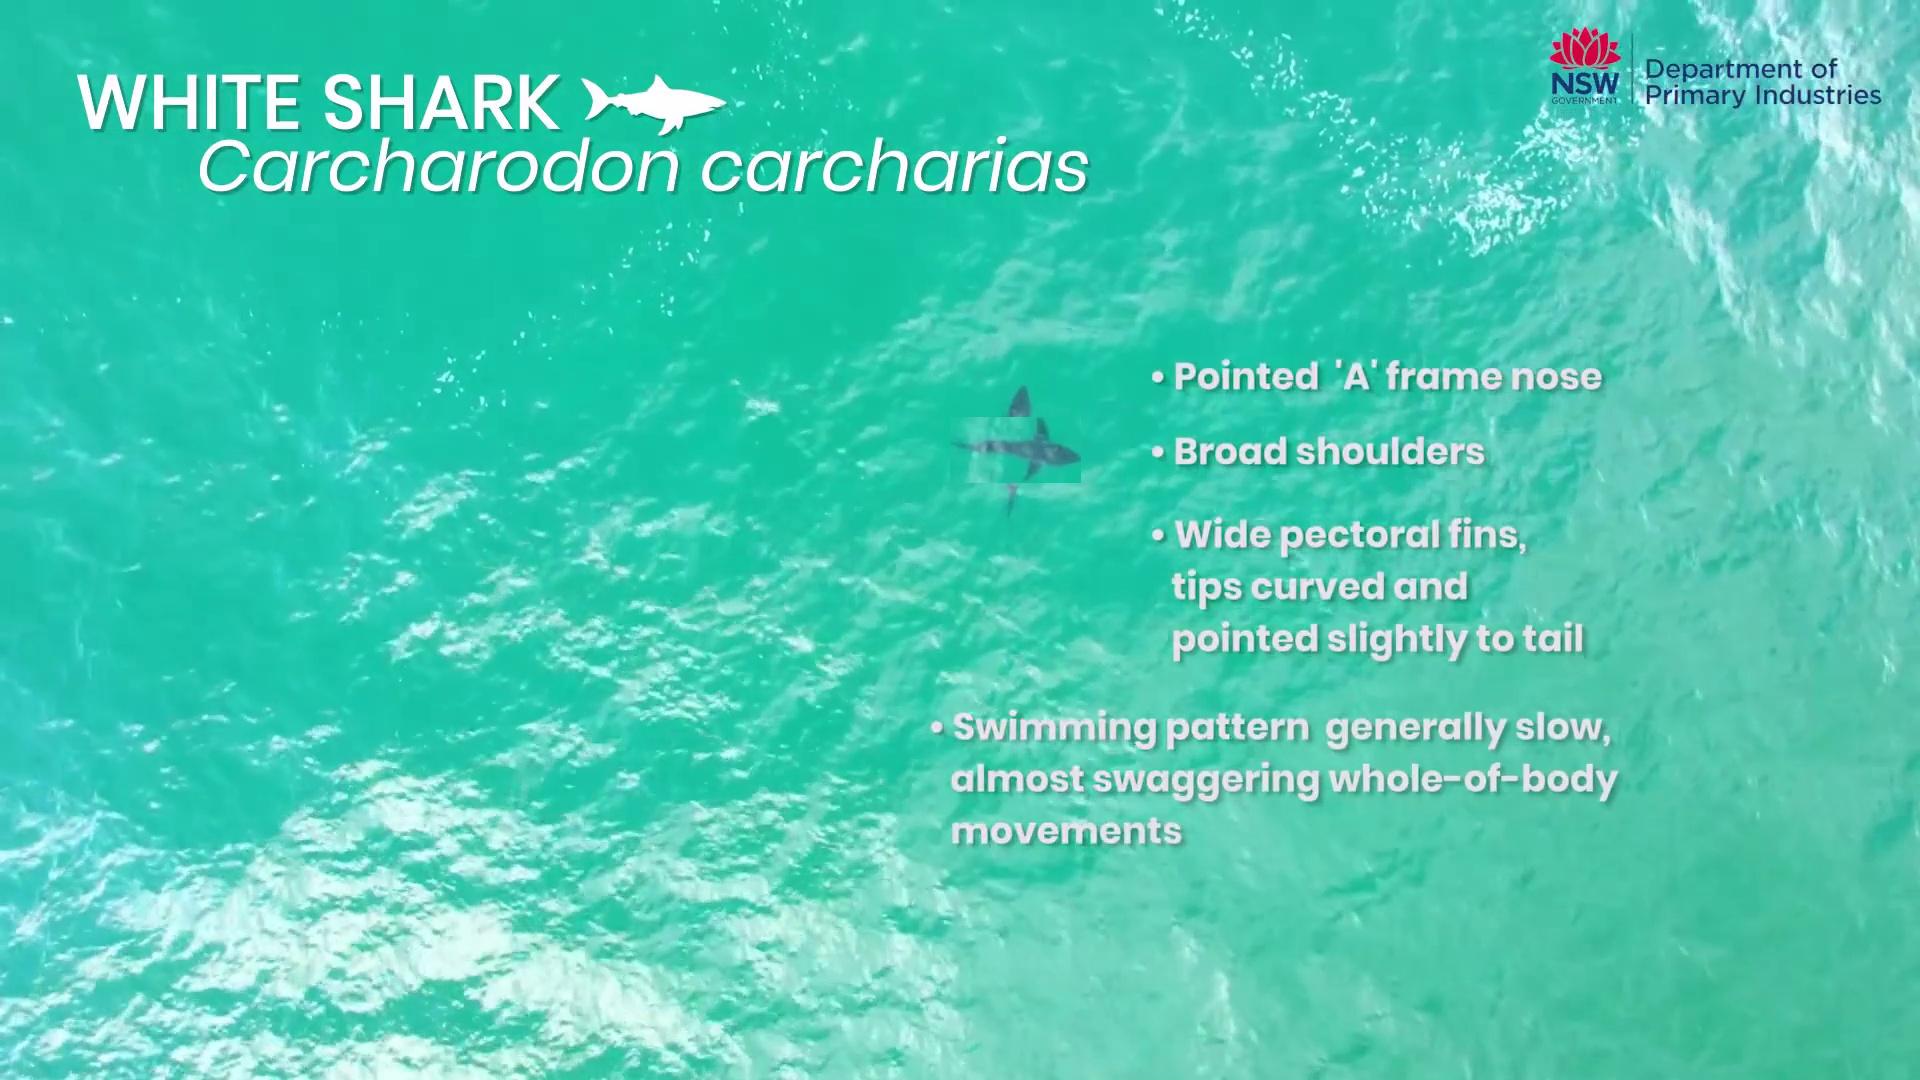 WHITE SHARK
Carcharodon carcharias
NSW
GOVERNMENT
Department of
Primary Industries
• Pointed 'A' frame nose
• Broad shoulders
• Wide pectoral fins,
tips curved and
pointed slightly to tail
• Swimming pattern generally slow,
almost swaggering whole-of-body
movements